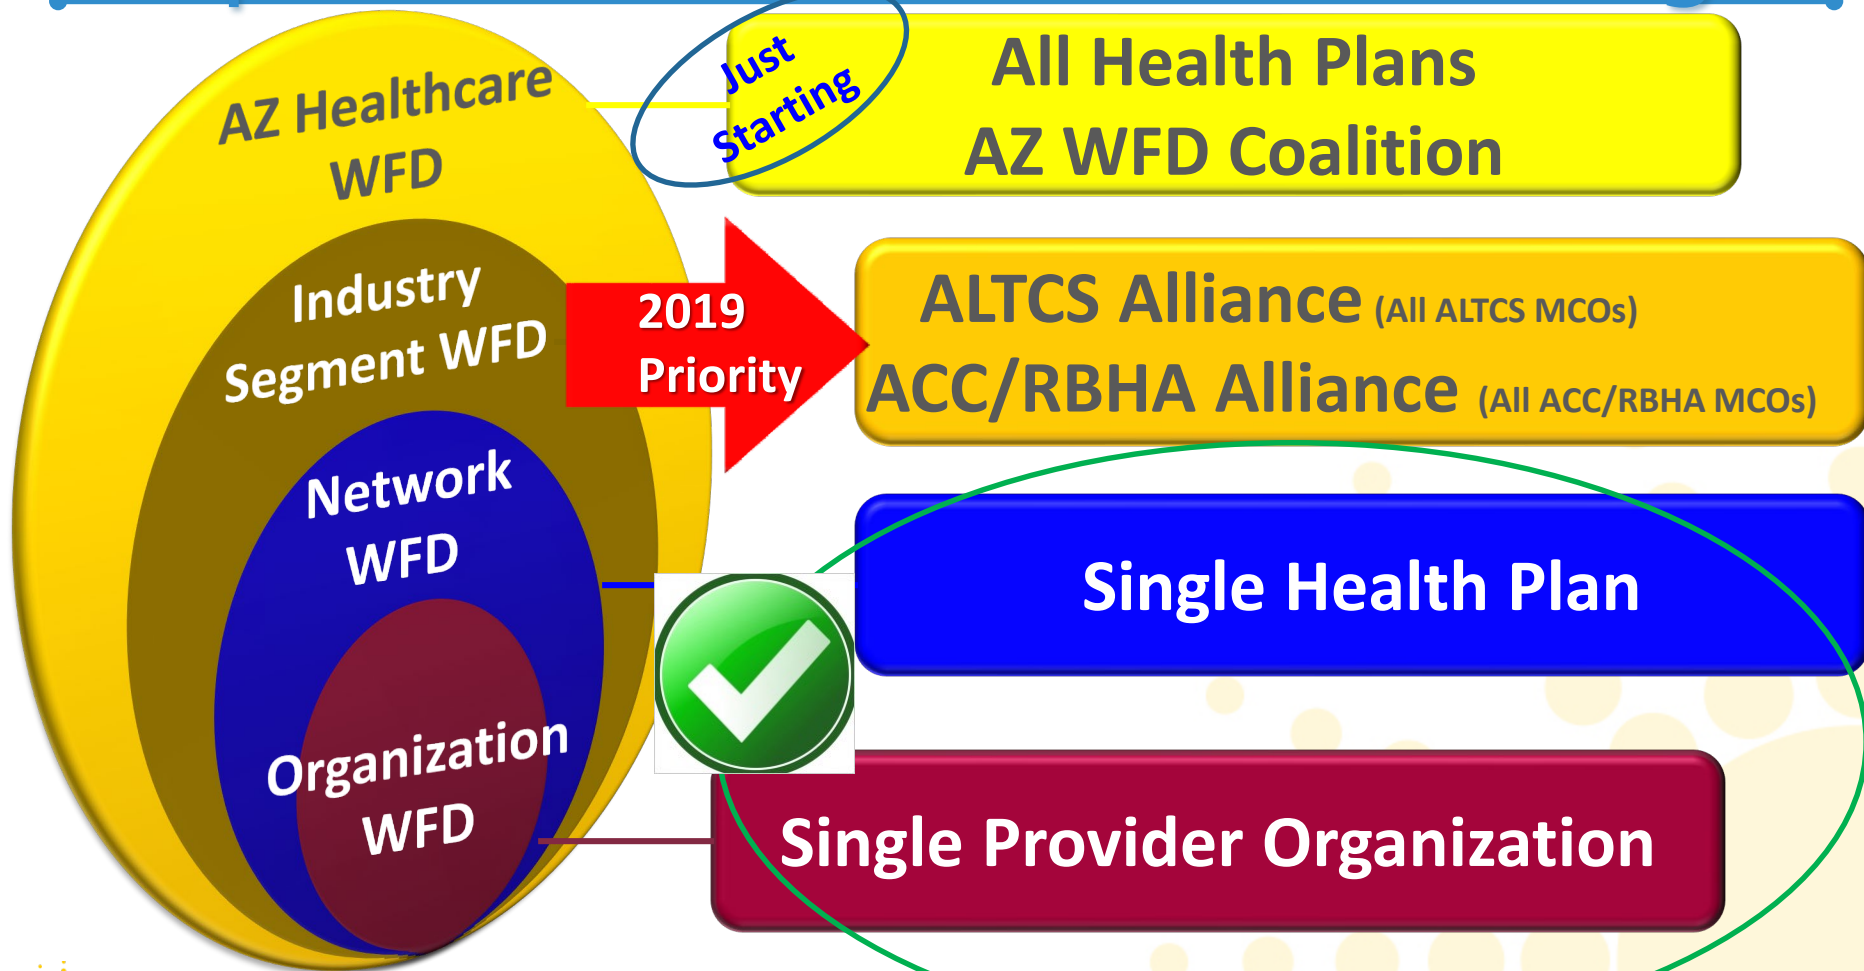 AZ Healthcare
WFD
Just
Starting
All Health Plans
AZ WFD Coalition
Industry
Segment WFD
2019
Priority
ALTCS Alliance (All ALTCS MCOs)
ACC/RBHA Alliance (All ACC/RBHA MCOs)
Network
WFD
Single Health Plan
Organization
WFD
Single Provider Organization